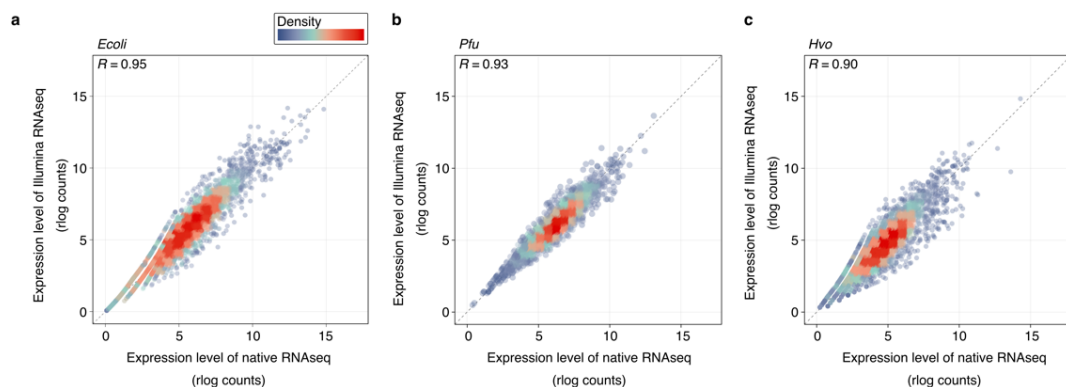 a
Density
Ecoli
R = 0.95
15
10
5
0
0 5 10 15
Expression level of Illumina RNAseq
(rlog counts)
Expression level of native RNAseq
(rlog counts)
b
Pfu
R = 0.93
15
10
5
0
0 5 10 15
Expression level of Illumina RNAseq
(rlog counts)
Expression level of native RNAseq
(rlog counts)
c
Hvo
R = 0.90
15
10
5
0
0 5 10 15
Expression level of Illumina RNAseq
(rlog counts)
Expression level of native RNAseq
(rlog counts)